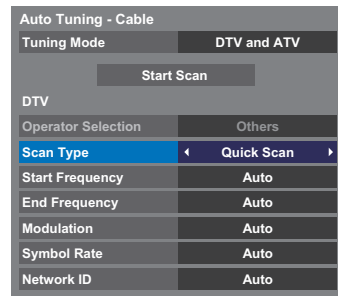 Auto Tuning - Cable
Tuning Mode DTV and ATV
Start Scan
DTV
Operator Selection Others
Scan Type Quick Scan
Start Frequency Auto
End Frequency Auto
Modulation Auto
Symbol Rate Auto
Network ID Auto